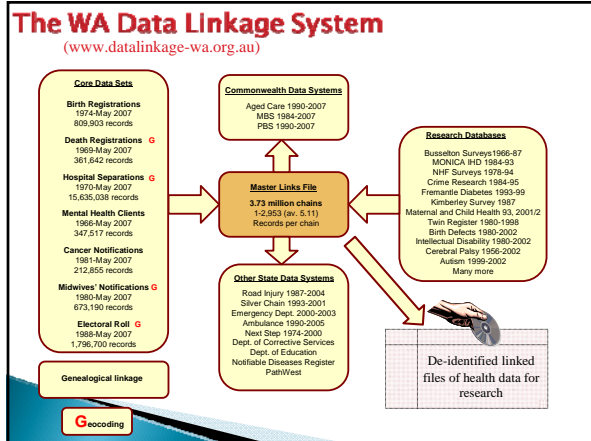 The WA Data Linkage System
(www.datalinkage-wa.org.au)
Core Data Sets
Birth Registrations
1974-May 2007
809,903 records
Death Registrations G
1969-May 2007
361,642 records
Hospital Separations G
1970-May 2007
15,635,038 records
Mental Health Clients
1966-May 2007
347,517 records
Cancer Notifications
1981-May 2007
212,855 records
Midwives' Notifications G
1980-May 2007
673,190 records
Electoral Roll G
1988-May 2007
1,796,700 records
Genealogical linkage
Geocoding
Commonwealth Data Systems
Aged Care 1990-2007
MBS 1984-2007
PBS 1990-2007
Master Links File
3.73 million chains
1-2,953 (av. 5.11)
Records per chain
Other State Data Systems
Road Injury 1987-2004
Silver Chain 1993-2001
Emergency Dept. 2000-2003
Ambulance 1990-2005
Next Step 1974-2000
Dept. of Corrective Services
Dept. of Education
Notifiable Diseases Register
PathWest
Research Databases
Busselton Surveys1966-87
MONICA IHD 1984-93
NHF Surveys 1978-94
Crime Research 1984-95
Fremantle Diabetes 1993-99
Kimberley Survey 1987
Maternal and Child Health 93, 2001/2
Twin Register 1980-1998
Birth Defects 1980-2002
Intellectual Disability 1980-2002
Cerebral Palsy 1956-2002
Autism 1999-2002
Many more
De-identified linked
files of health data for
research